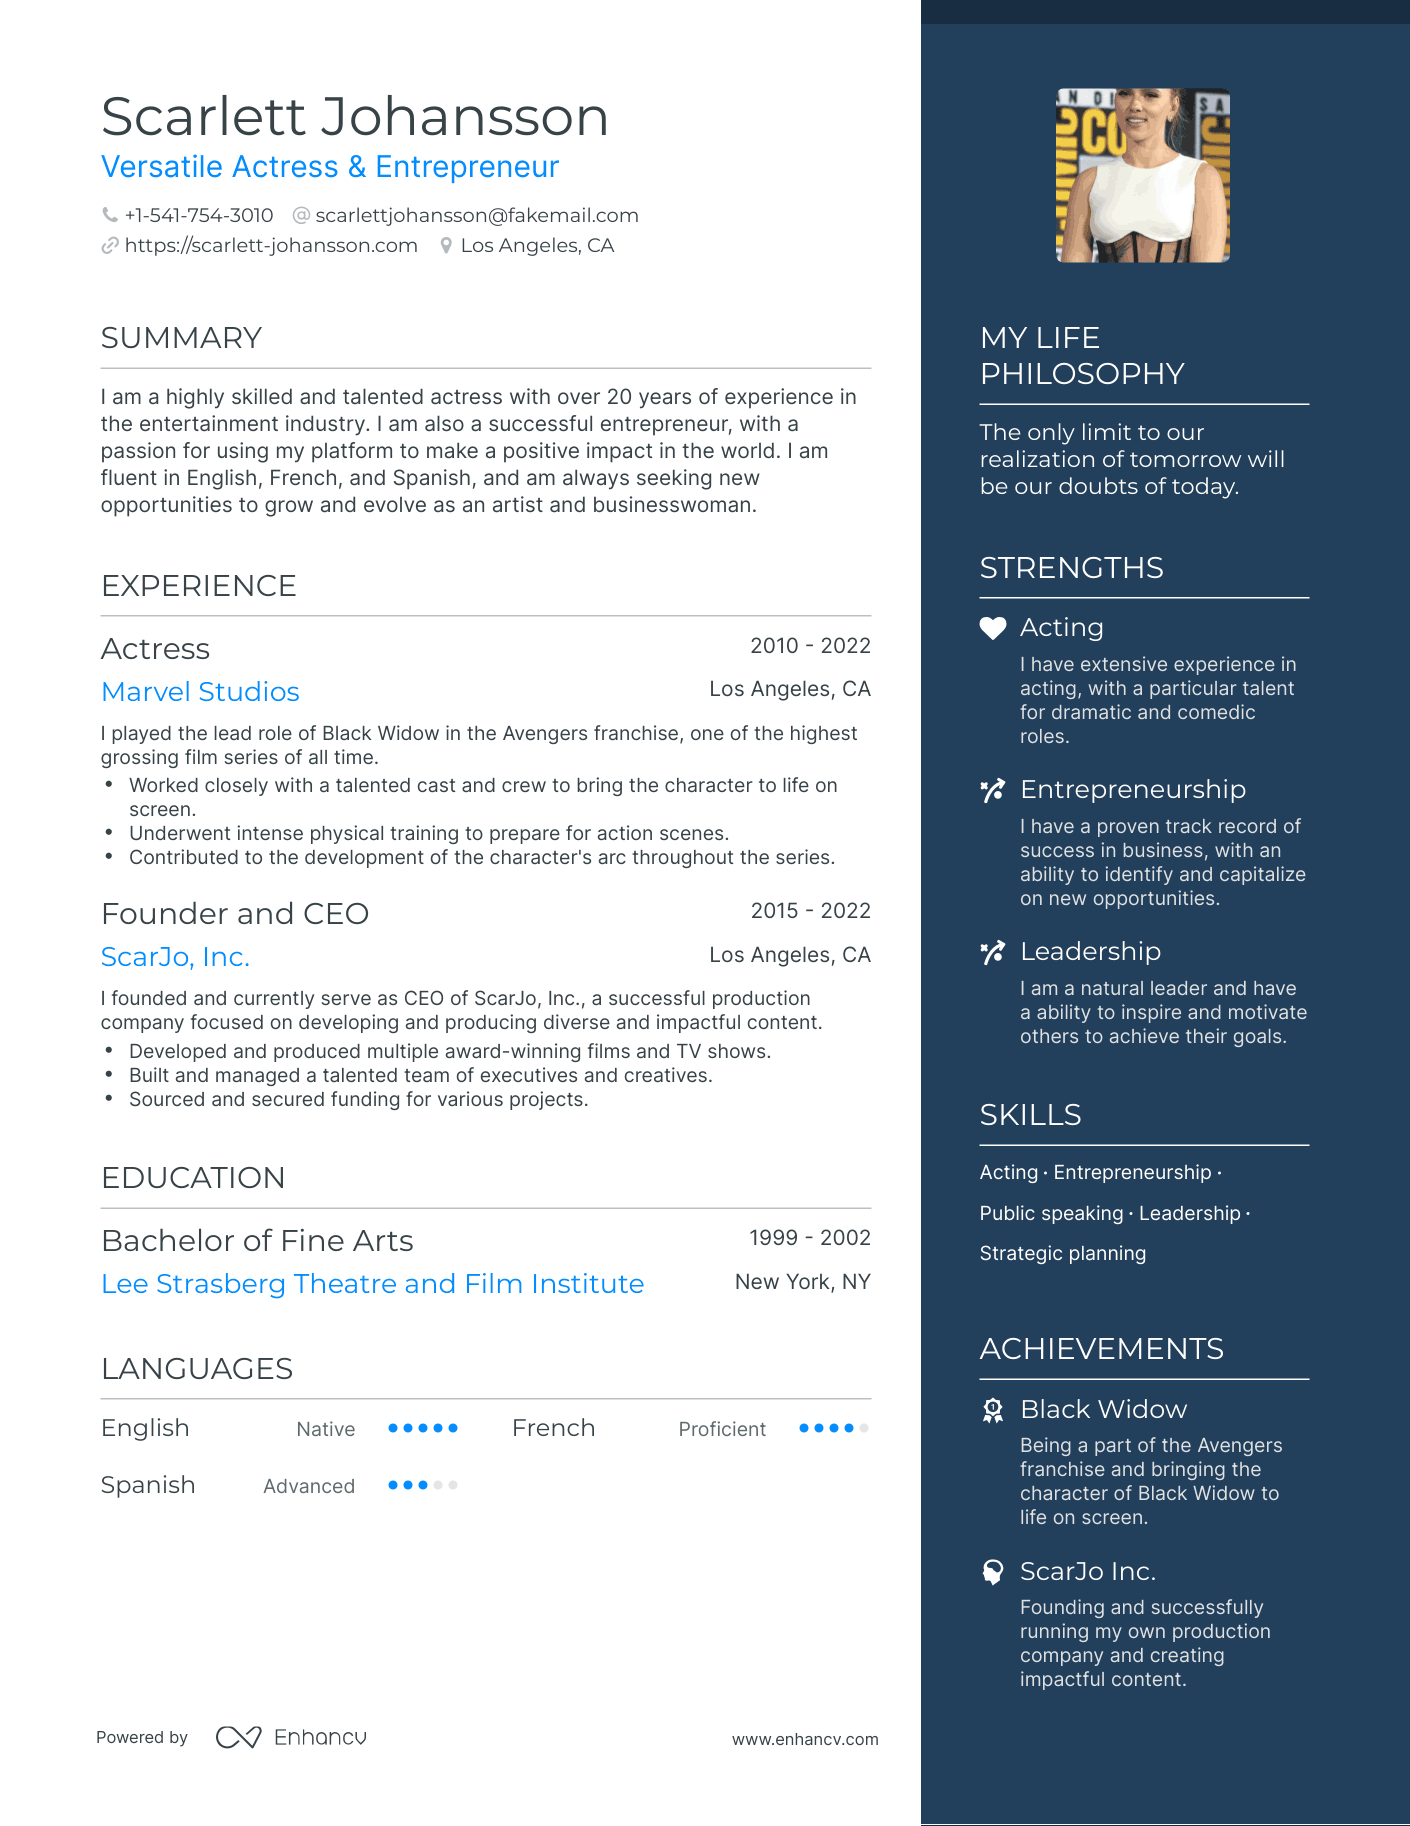 Scarlett Johansson
Versatile Actress & Entrepreneur
+1-541-754-3010 scarlettjohansson@fakemail.com
https://scarlett-johansson.com Los Angeles, CA
SUMMARY
I am a highly skilled and talented actress with over 20 years of experience in
the entertainment industry. I am also a successful entrepreneur, with a
passion for using my platform to make a positive impact in the world. I am
fluent in English, French, and Spanish, and am always seeking new
opportunities to grow and evolve as an artist and businesswoman.
EXPERIENCE
Actress 2010 - 2022
Marvel Studios Los Angeles, CA
I played the lead role of Black Widow in the Avengers franchise, one of the highest
grossing film series of all time.
• Worked closely with a talented cast and crew to bring the character to life on
screen.
• Underwent intense physical training to prepare for action scenes.
• Contributed to the development of the character's arc throughout the series.
Founder and CEO 2015 - 2022
ScarJo, Inc. Los Angeles, CA
I founded and currently serve as CEO of ScarJo, Inc., a successful production
company focused on developing and producing diverse and impactful content.
• Developed and produced multiple award-winning films and TV shows.
• Built and managed a talented team of executives and creatives.
• Sourced and secured funding for various projects.
EDUCATION
Bachelor of Fine Arts 1999 - 2002
Lee Strasberg Theatre and Film Institute New York, NY
LANGUAGES
English Native French Proficient
Spanish Advanced
Powered by Enhancv www.enhancv.com
MY LIFE
PHILOSOPHY
The only limit to our
realization of tomorrow will
be our doubts of today.
STRENGTHS
Acting
I have extensive experience in
acting, with a particular talent
for dramatic and comedic
roles.
Entrepreneurship
I have a proven track record of
success in business, with an
ability to identify and capitalize
on new opportunities.
Leadership
I am a natural leader and have
a ability to inspire and motivate
others to achieve their goals.
SKILLS
Acting · Entrepreneurship ·
Public speaking · Leadership ·
Strategic planning
ACHIEVEMENTS
Black Widow
Being a part of the Avengers
franchise and bringing the
character of Black Widow to
life on screen.
ScarJo Inc.
Founding and successfully
running my own production
company and creating
impactful content.